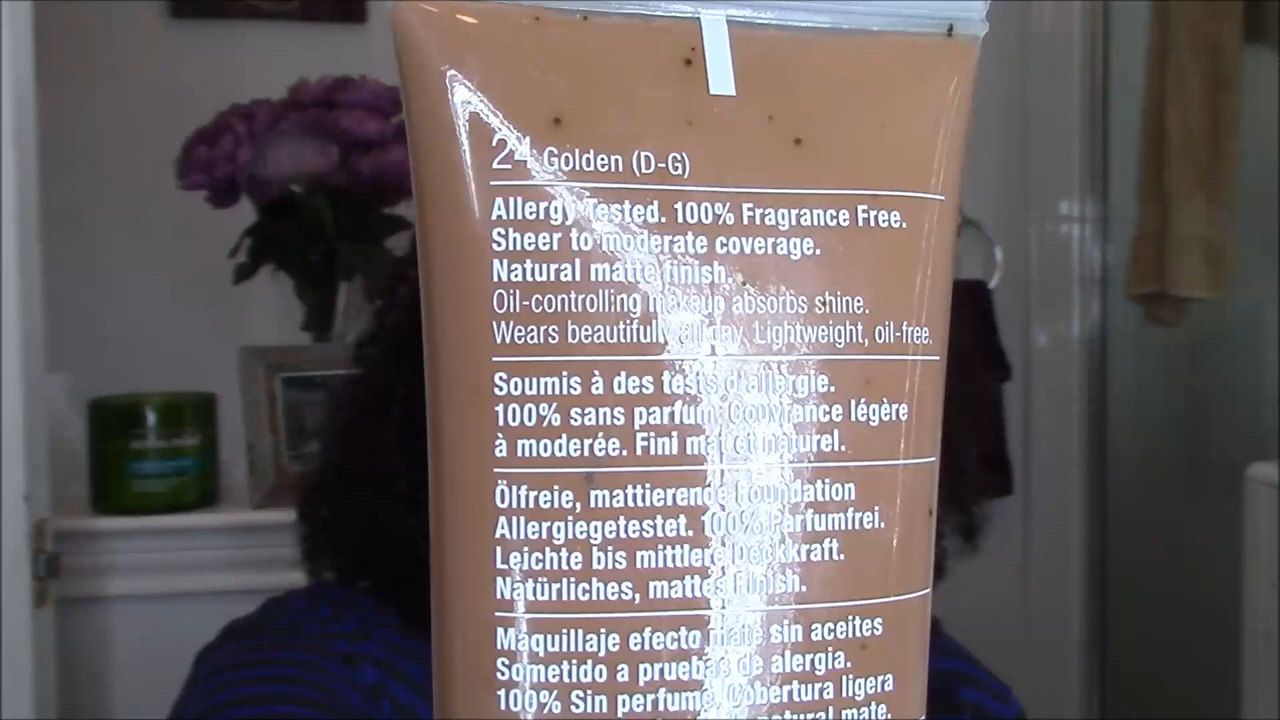 24 Golden (D-G)
Allergy Tested. 100% Fragrance Free.
Sheer to moderate coverage.
Natural matte finish.
Oil-controlling makeup absorbs shine.
Wears beautifully all day. Lightweight, oil-free.
Soumis à des tests d'allergie.
100% sans parfum. Couvrance légère
à moderée. Fini mat et naturel.
Ölfreie, mattierende Foundation
Allergiegetestet. 100% Parfumfrei.
Leichte bis mittlere Deckkraft.
Natürliches, mattes Finish.
Maquillaje efecto mate sin aceites
Sometido a pruebas de alergia.
100% Sin perfume. Cobertura ligera
natural mate.